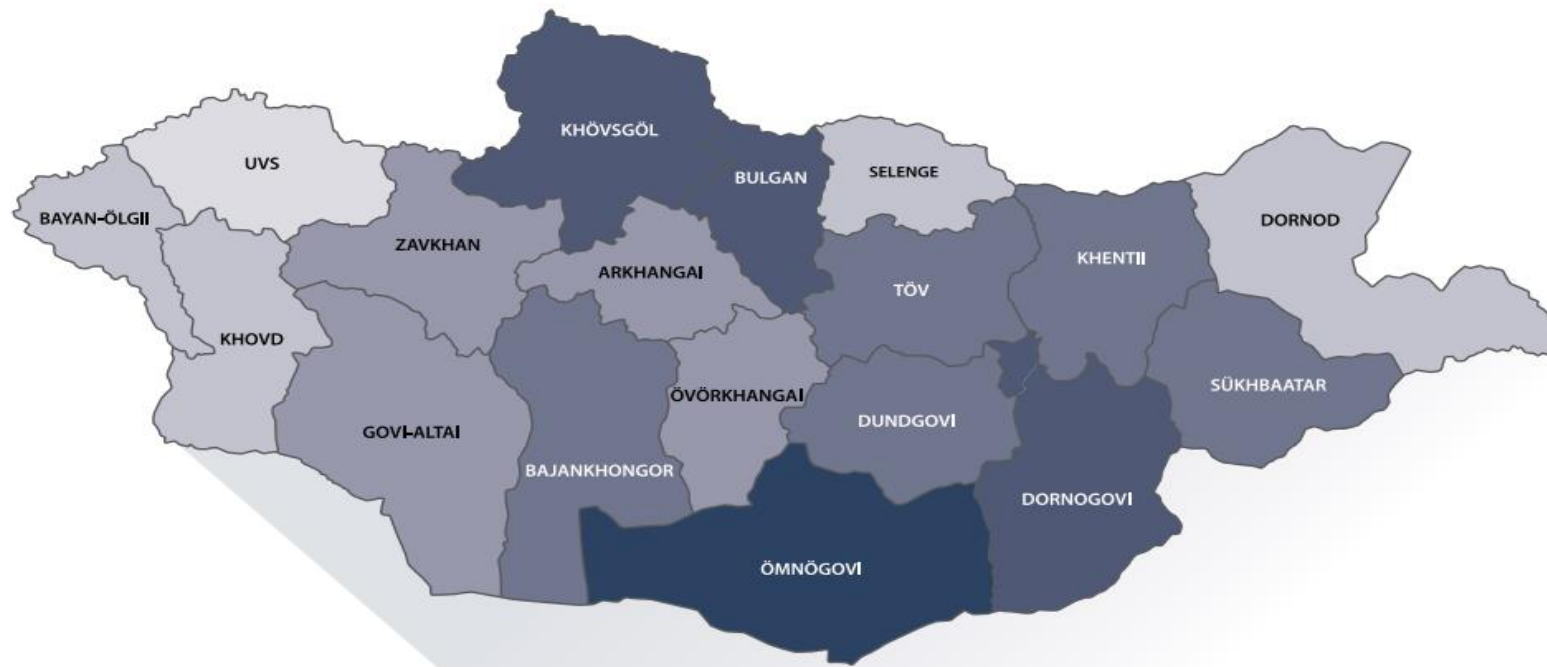 KHÖVSGÖL
UVS
SELENGE
BULGAN
BAYAN-ÖLGII
DORNOD
ZAVKHAN
KHENTII
ARKHANGAI
TÖV
KHOVD
SÜKHBAATAR
ÖVÖRKHANGAI
DUNDGOVI
GOVI-ALTAI
BAJANKHONGOR
DORNOGOVI
ÖMNÖGOVI